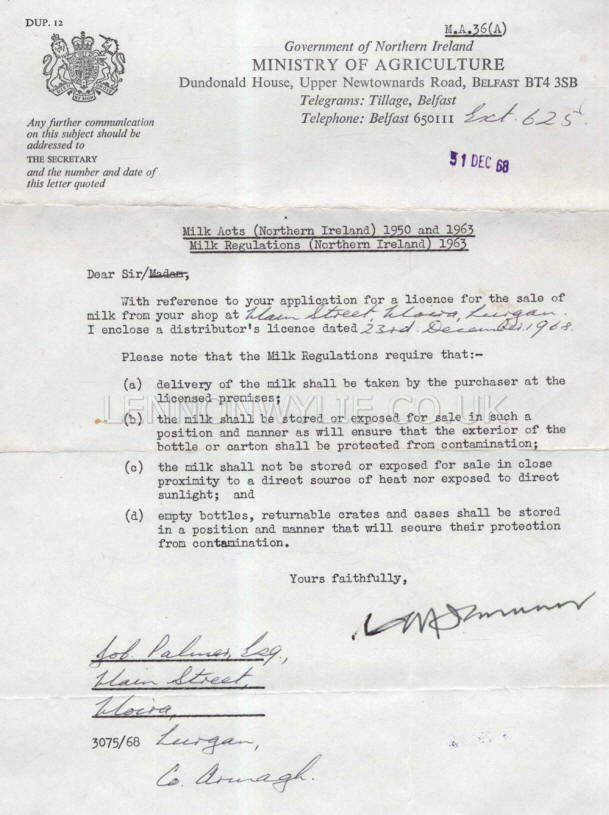 DUP. 12
M.A.36(A)
Government of Northern Ireland
MINISTRY OF AGRICULTURE
Dundonald House, Upper Newtownards Road, BELFAST BT4 3SB
Telegrams: Tillage, Belfast
Telephone: Belfast 650111 Ext. 625
Any further communication
on this subject should be
addressed to
THE SECRETARY
and the number and date of
this letter quoted
31 DEC 68
Milk Acts (Northern Ireland) 1950 and 1963
Milk Regulations (Northern Ireland) 1963
Dear Sir/Madam,
With reference to your application for a licence for the sale of
milk from your shop at Main Street, Moira, Lurgan.
I enclose a distributor's licence dated 23rd December, 1968.
Please note that the Milk Regulations require that:-
(a) delivery of the milk shall be taken by the purchaser at the
licensed premises;
LENNONWYLIE.CO.UK
(b) the milk shall be stored or exposed for sale in such a
position and manner as will ensure that the exterior of the
bottle or carton shall be protected from contamination;
(c) the milk shall not be stored or exposed for sale in close
proximity to a direct source of heat nor exposed to direct
sunlight; and
(d) empty bottles, returnable crates and cases shall be stored
in a position and manner that will secure their protection
from contamination.
Yours faithfully,
Job Palmer, Esq.,
Main Street,
Moira,
3075/68 Lurgan,
Co. Armagh.